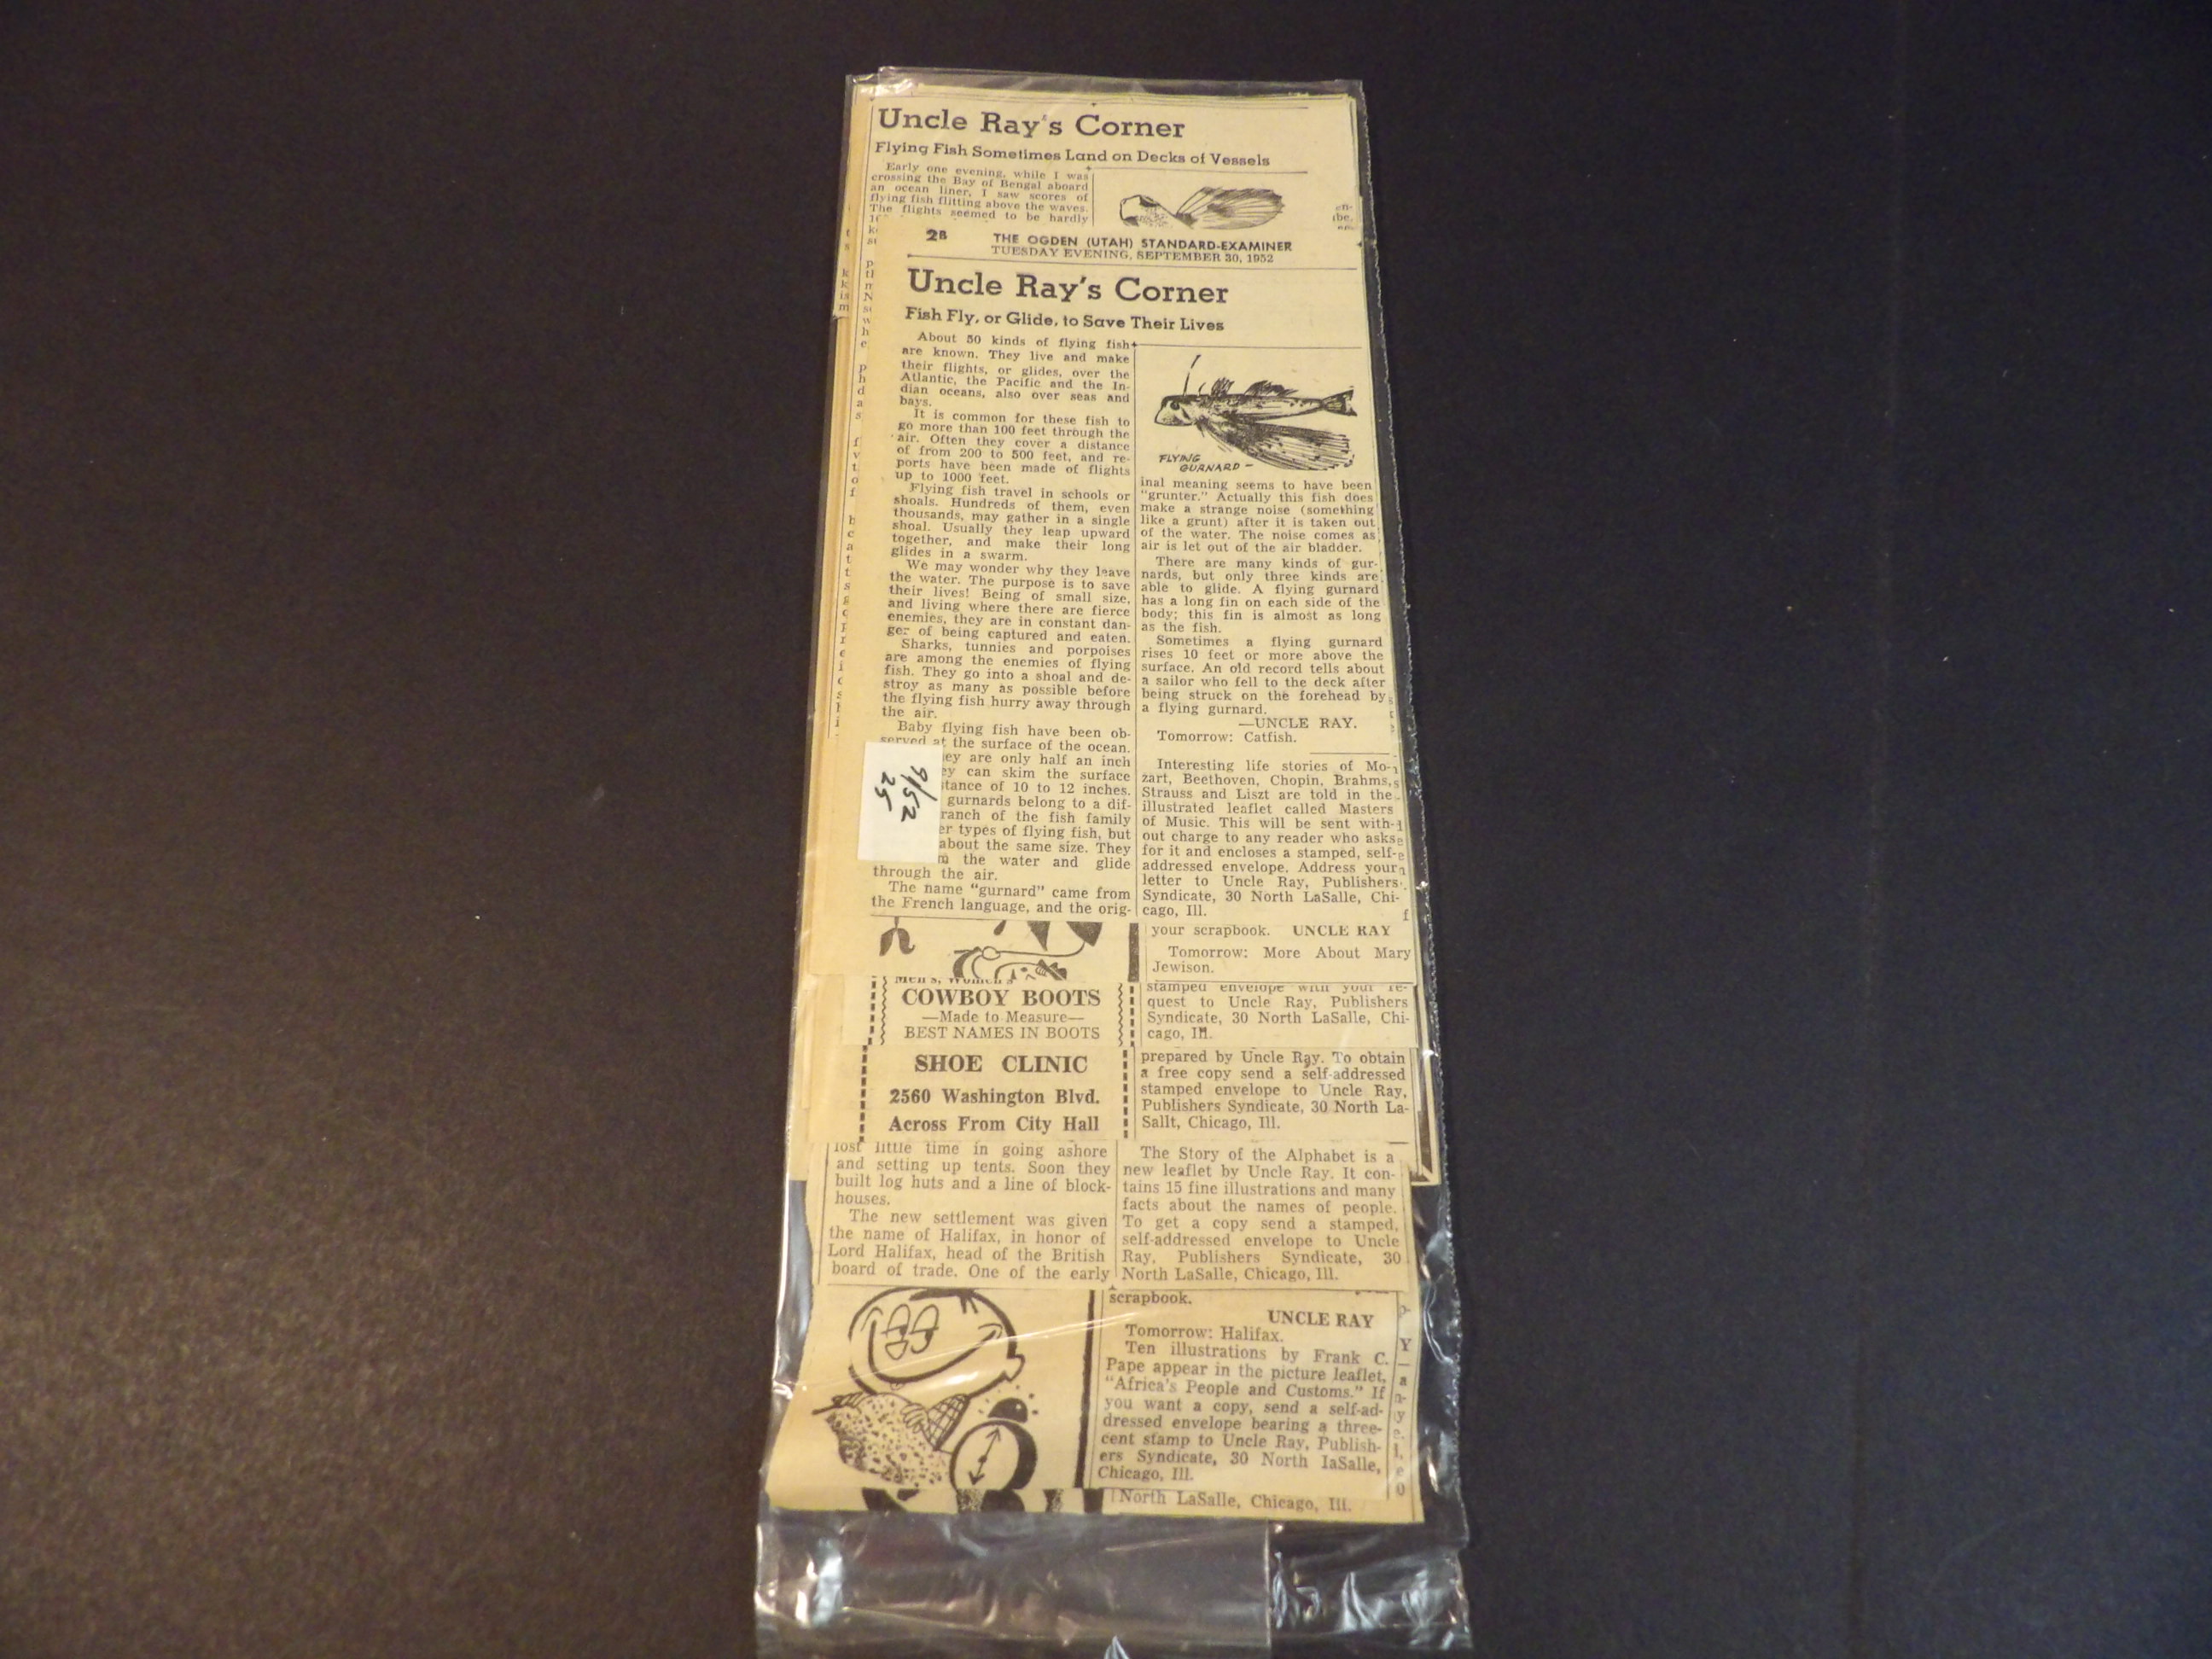 Uncle Ray's Corner
Flying Fish Sometimes Land on Decks of Vessels
Early one evening, while I was
crossing the Bay of Bengal aboard
an ocean liner, I saw scores of
flying fish flitting above the waves.
The flights seemed to be hardly
2B
THE OGDEN (UTAH) STANDARD-EXAMINER
TUESDAY EVENING, SEPTEMBER 30, 1952
Uncle Ray's Corner
Fish Fly, or Glide, to Save Their Lives
About 50 kinds of flying fish
are known. They live and make
their flights, or glides, over the
Atlantic, the Pacific and the In-
dian oceans, also over seas and
bays.
It is common for these fish to
go more than 100 feet through the
air. Often they cover a distance
of from 200 to 500 feet, and re-
ports have been made of flights
up to 1000 feet.
Flying fish travel in schools or
shoals. Hundreds of them, even
thousands, may gather in a single
shoal. Usually they leap upward
together, and make their long
glides in a swarm.
We may wonder why they leave
the water. The purpose is to save
their lives! Being of small size,
and living where there are fierce
enemies, they are in constant dan-
ger of being captured and eaten.
Sharks, tunnies and porpoises
are among the enemies of flying
fish. They go into a shoal and de-
stroy as many as possible before
the flying fish hurry away through
the air.
Baby flying fish have been ob-
served at the surface of the ocean.
ey are only half an inch
ey can skim the surface
stance of 10 to 12 inches.
gurnards belong to a dif-
ranch of the fish family
er types of flying fish, but
about the same size. They
m the water and glide
through the air.
The name "gurnard" came from
the French language, and the orig-
9/52
25
FLYING
GURNARD -
inal meaning seems to have been
"grunter." Actually this fish does
make a strange noise (something
like a grunt) after it is taken out
of the water. The noise comes as
air is let out of the air bladder.
There are many kinds of gur-
nards, but only three kinds are
able to glide. A flying gurnard
has a long fin on each side of the
body; this fin is almost as long
as the fish.
Sometimes a flying gurnard
rises 10 feet or more above the
surface. An old record tells about
a sailor who fell to the deck after
being struck on the forehead by
a flying gurnard.
—UNCLE RAY.
Tomorrow: Catfish.
Interesting life stories of Mo-
zart, Beethoven, Chopin, Brahms,
Strauss and Liszt are told in the
illustrated leaflet called Masters
of Music. This will be sent with-
out charge to any reader who asks
for it and encloses a stamped, self-
addressed envelope. Address your
letter to Uncle Ray, Publishers
Syndicate, 30 North LaSalle, Chi-
cago, Ill.
your scrapbook. UNCLE RAY
Tomorrow: More About Mary
Jewison.
Men's, Women's
COWBOY BOOTS
—Made to Measure—
BEST NAMES IN BOOTS
stamped envelope with your re-
quest to Uncle Ray, Publishers
Syndicate, 30 North LaSalle, Chi-
cago, Ill.
SHOE CLINIC
2560 Washington Blvd.
Across From City Hall
prepared by Uncle Ray. To obtain
a free copy send a self-addressed
stamped envelope to Uncle Ray,
Publishers Syndicate, 30 North La-
Sallt, Chicago, Ill.
lost little time in going ashore
and setting up tents. Soon they
built log huts and a line of block-
houses.
The new settlement was given
the name of Halifax, in honor of
Lord Halifax, head of the British
board of trade. One of the early
The Story of the Alphabet is a
new leaflet by Uncle Ray. It con-
tains 15 fine illustrations and many
facts about the names of people.
To get a copy send a stamped,
self-addressed envelope to Uncle
Ray, Publishers Syndicate, 30
North LaSalle, Chicago, Ill.
scrapbook.
UNCLE RAY
Tomorrow: Halifax.
Ten illustrations by Frank C.
Pape appear in the picture leaflet,
"Africa's People and Customs." If
you want a copy, send a self-ad-
dressed envelope bearing a three-
cent stamp to Uncle Ray, Publish-
ers Syndicate, 30 North IaSalle,
Chicago, Ill.
North LaSalle, Chicago, Ill.